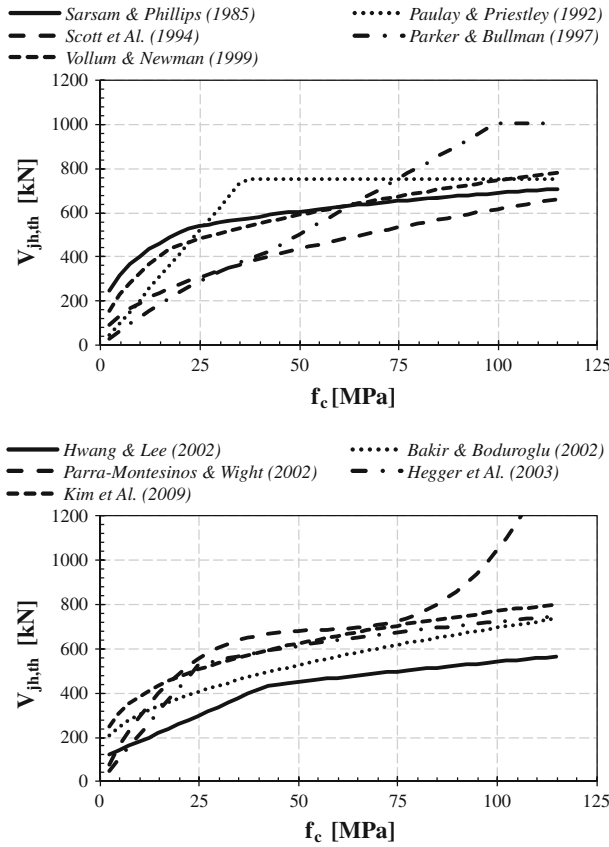 Sarsam & Phillips (1985) Paulay & Priestley (1992)
Scott et Al. (1994) Parker & Bullman (1997)
Vollum & Newman (1999)
1200
1000
800
600
400
200
0
V_jh,th [kN]
0 25 50 75 100 125
f_c [MPa]
Hwang & Lee (2002) Bakir & Boduroglu (2002)
Parra-Montesinos & Wight (2002) Hegger et Al. (2003)
Kim et Al. (2009)
1200
1000
800
600
400
200
0
V_jh,th [kN]
0 25 50 75 100 125
f_c [MPa]